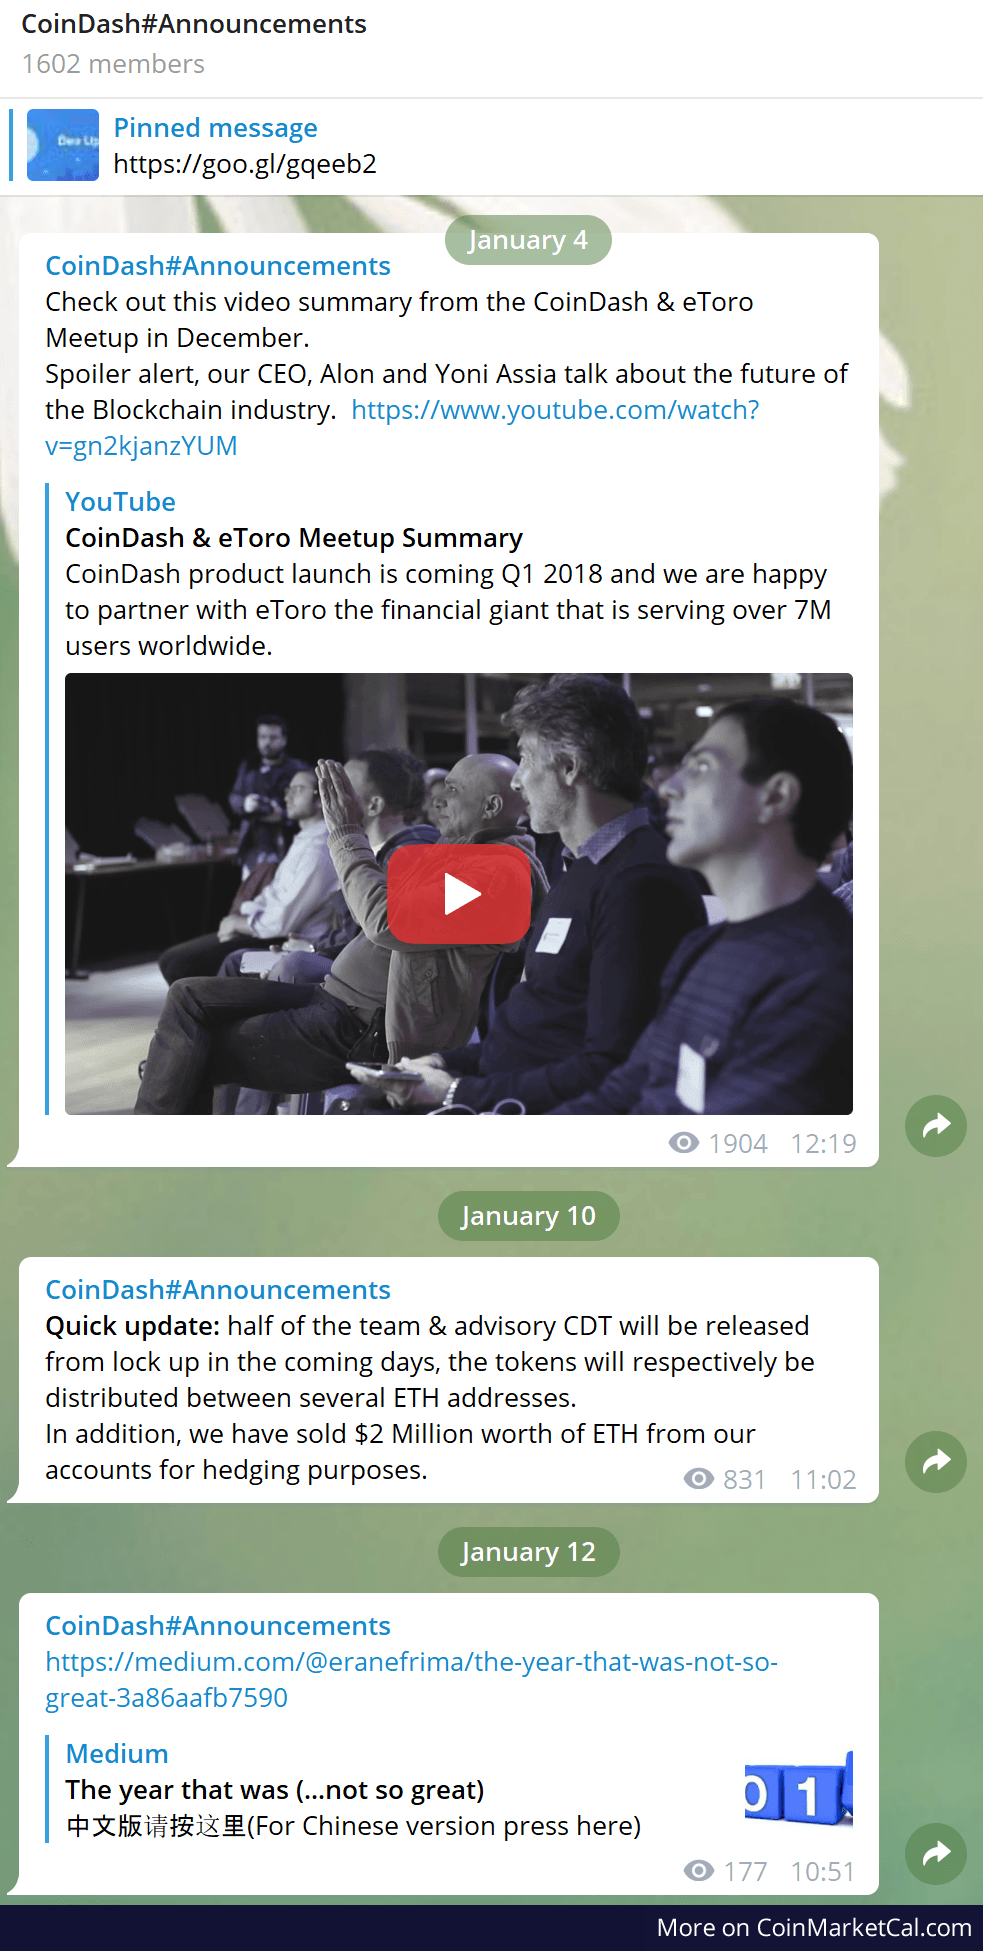 CoinDash#Announcements
1602 members
Pinned message
https://goo.gl/gqeeb2
January 4
CoinDash#Announcements
Check out this video summary from the CoinDash & eToro
Meetup in December.
Spoiler alert, our CEO, Alon and Yoni Assia talk about the future of
the Blockchain industry. https://www.youtube.com/watch?
v=gn2kjanzYUM
YouTube
CoinDash & eToro Meetup Summary
CoinDash product launch is coming Q1 2018 and we are happy
to partner with eToro the financial giant that is serving over 7M
users worldwide.
1904 12:19
January 10
CoinDash#Announcements
Quick update: half of the team & advisory CDT will be released
from lock up in the coming days, the tokens will respectively be
distributed between several ETH addresses.
In addition, we have sold $2 Million worth of ETH from our
accounts for hedging purposes.
831 11:02
January 12
CoinDash#Announcements
https://medium.com/@eranefrima/the-year-that-was-not-so-
great-3a86aafb7590
Medium
The year that was (...not so great)
中文版请按这里(For Chinese version press here)
0 1
177 10:51
More on CoinMarketCal.com